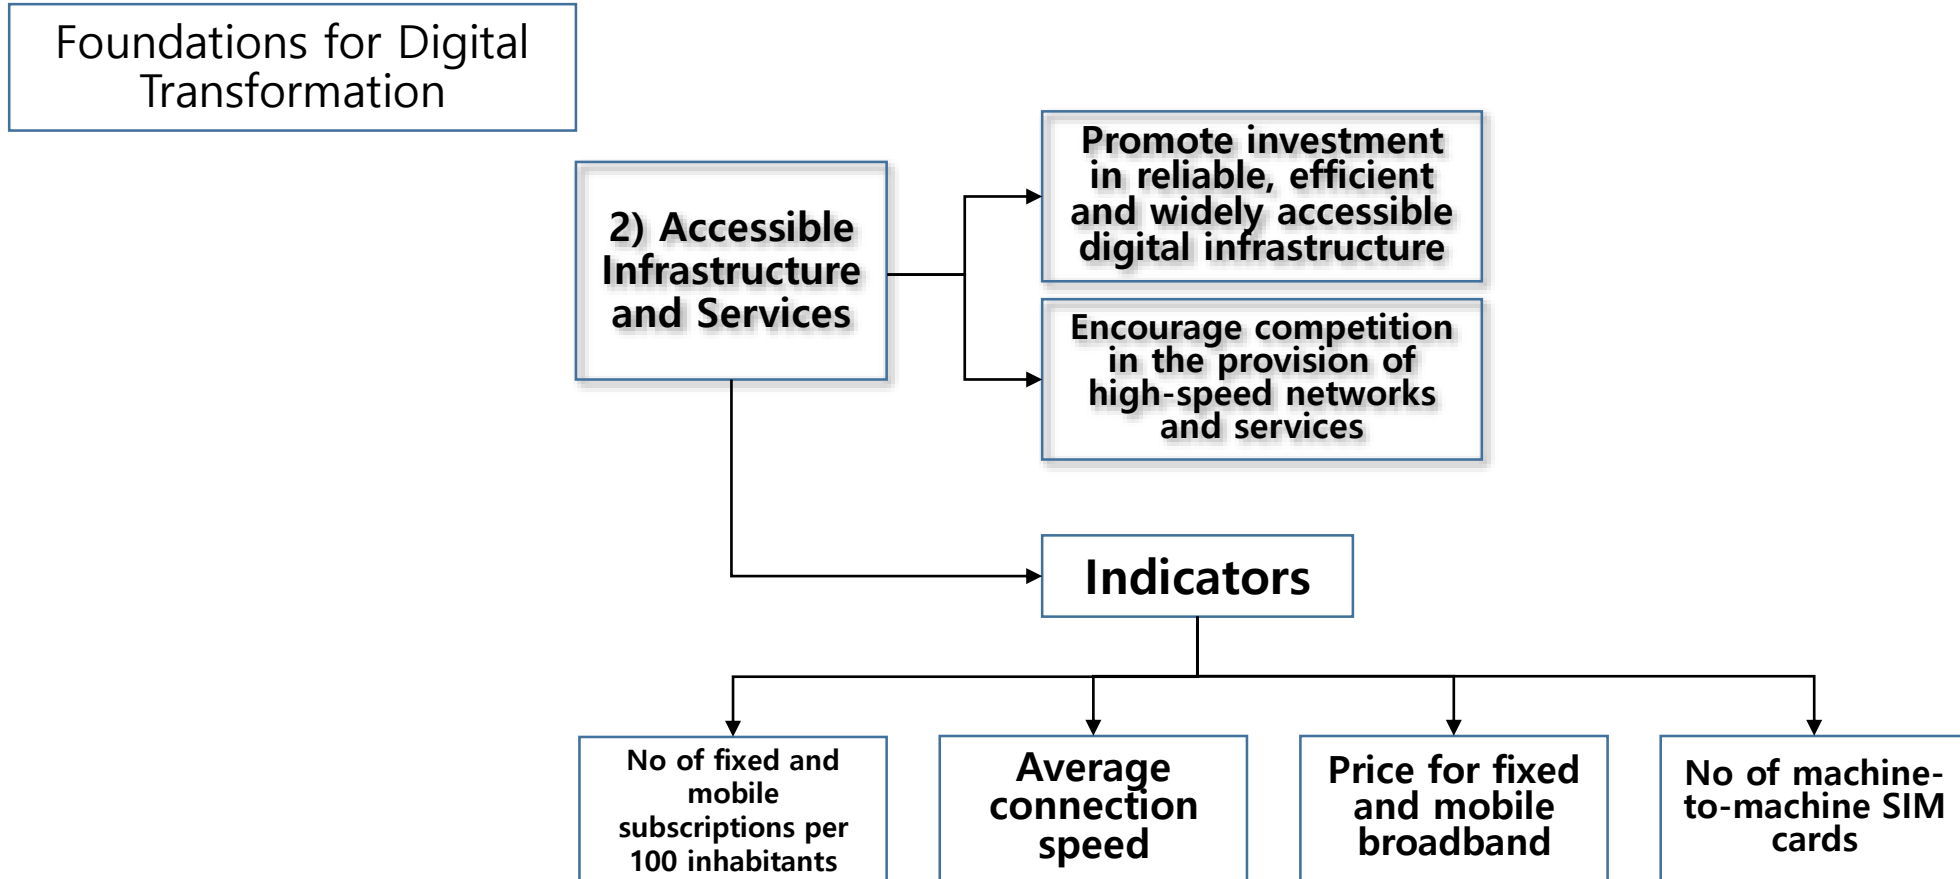 Foundations for Digital
Transformation
2) Accessible
Infrastructure
and Services
Promote investment
in reliable, efficient
and widely accessible
digital infrastructure
Encourage competition
in the provision of
high-speed networks
and services
Indicators
No of fixed and
mobile
subscriptions per
100 inhabitants
Average
connection
speed
Price for fixed
and mobile
broadband
No of machine-
to-machine SIM
cards